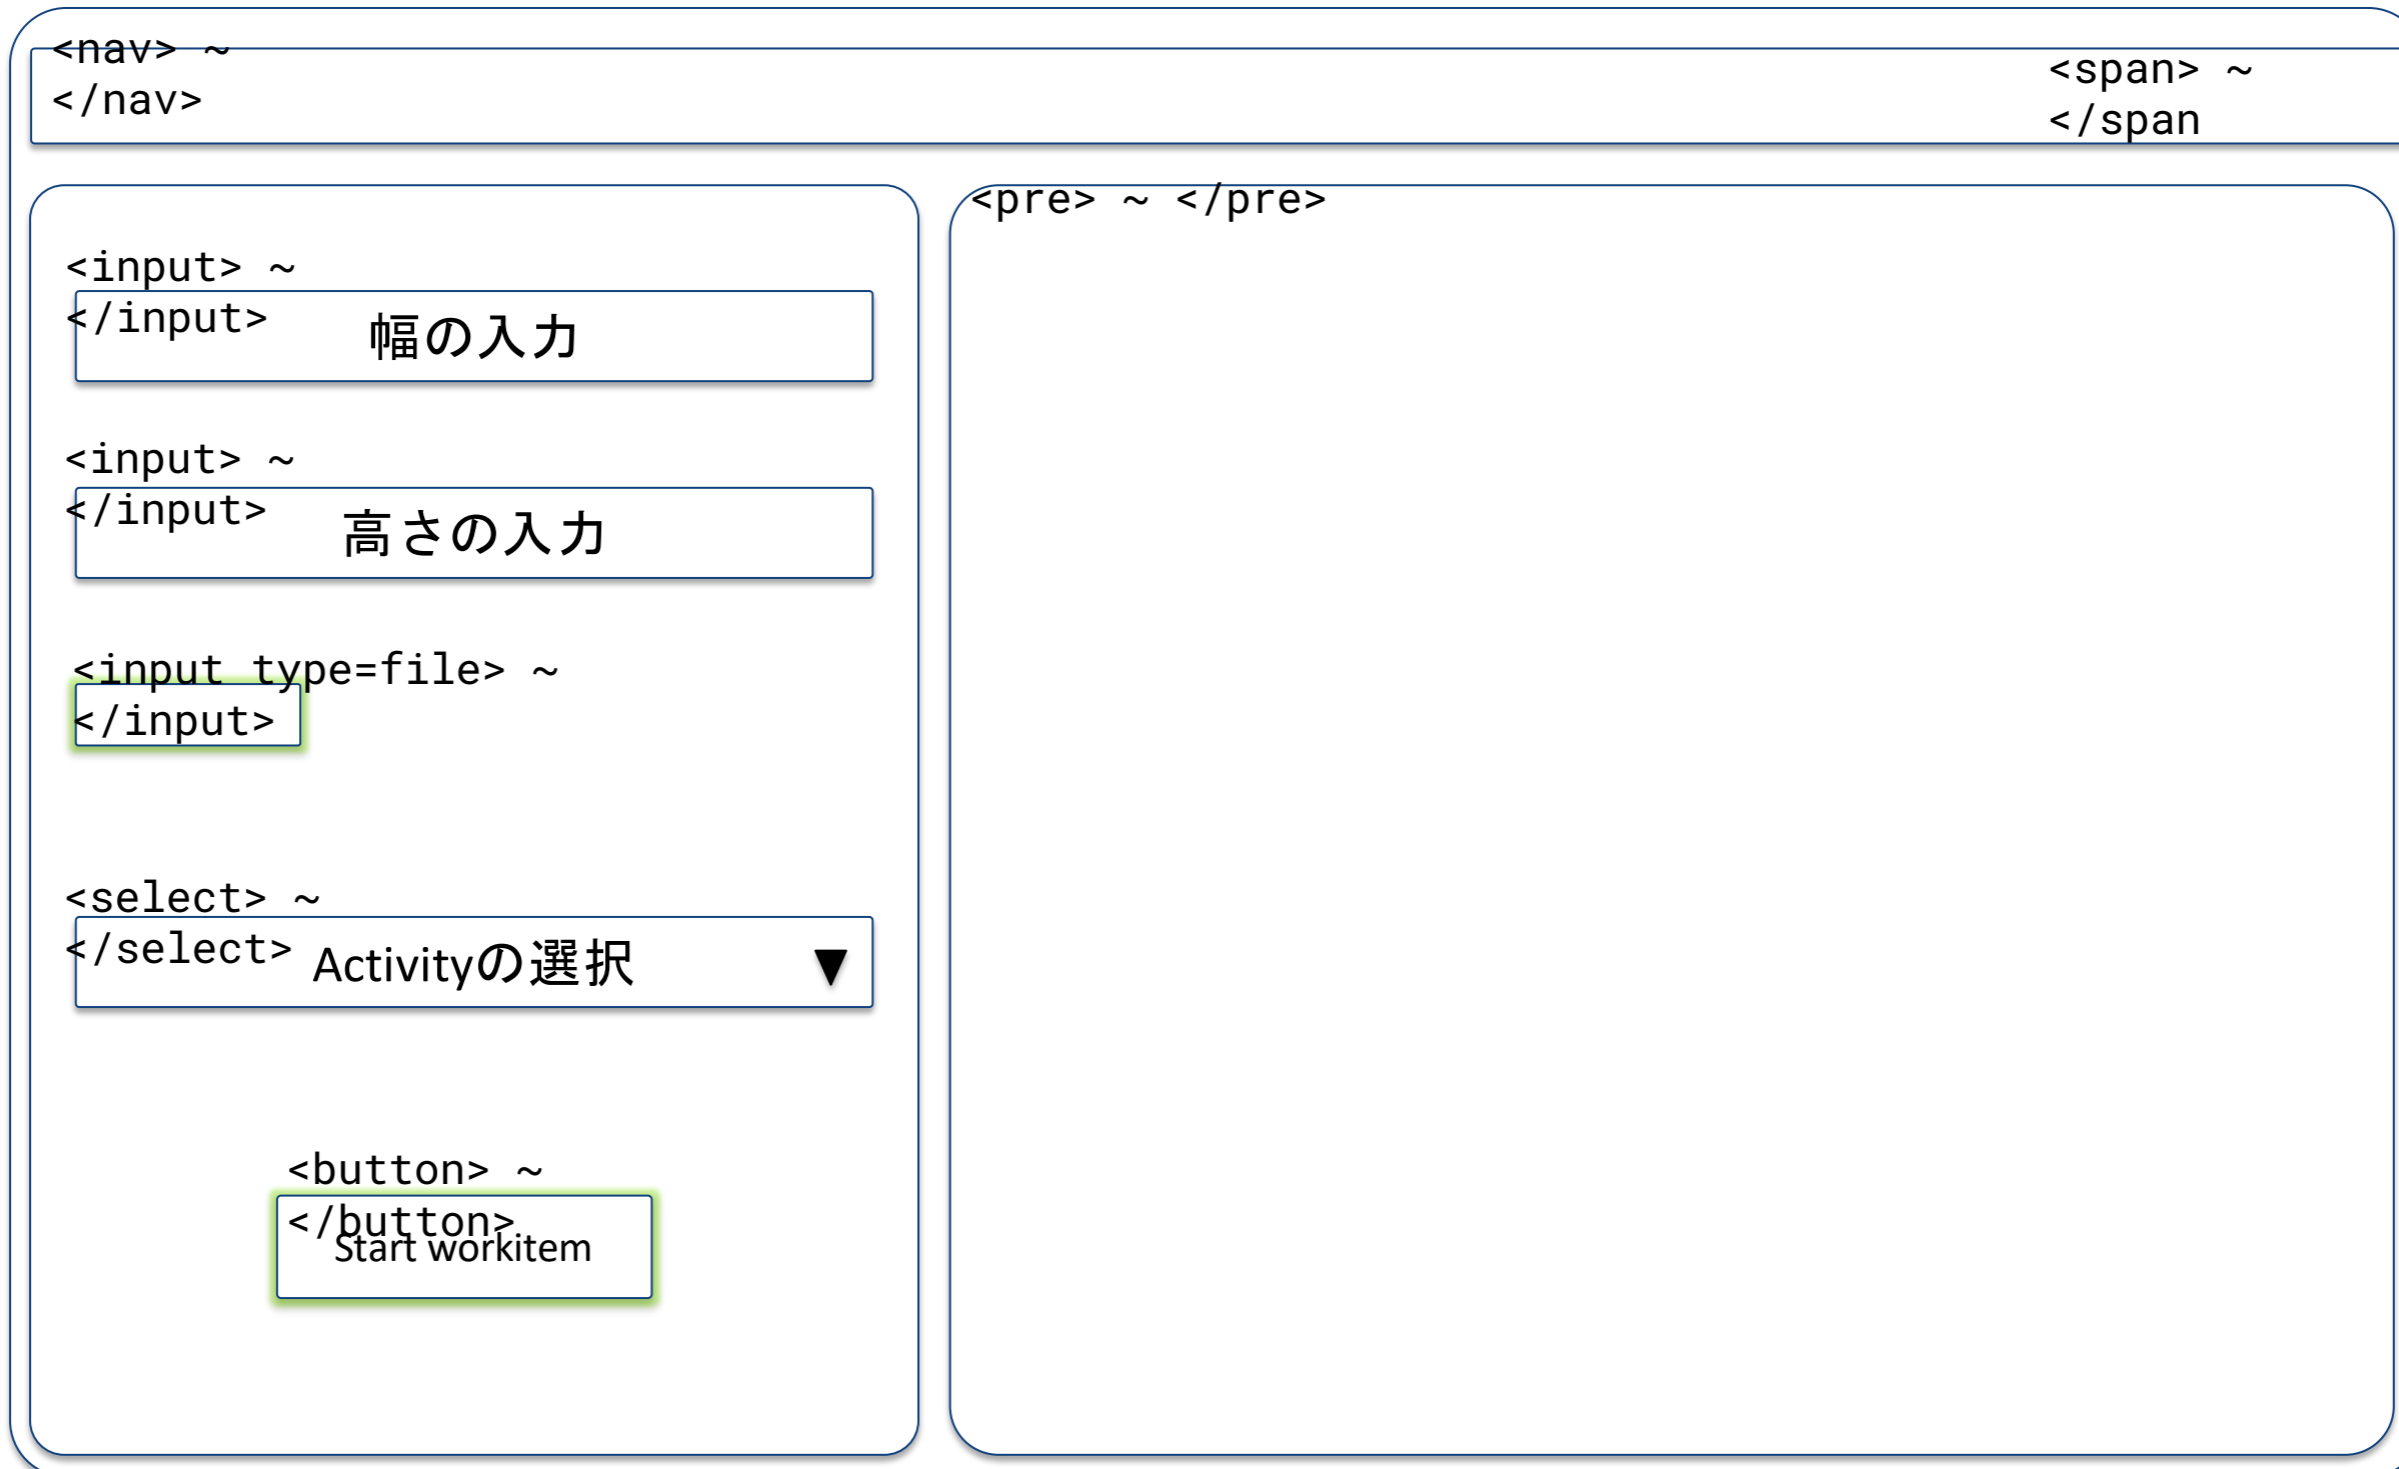 <nav> ~
</nav>
<span> ~
</span
<input> ~
</input>
幅の入力
<input> ~
</input>
高さの入力
<input type=file> ~
</input>
<select> ~
</select>
Activityの選択
▼
<button> ~
</button>
Start workitem
<pre> ~ </pre>